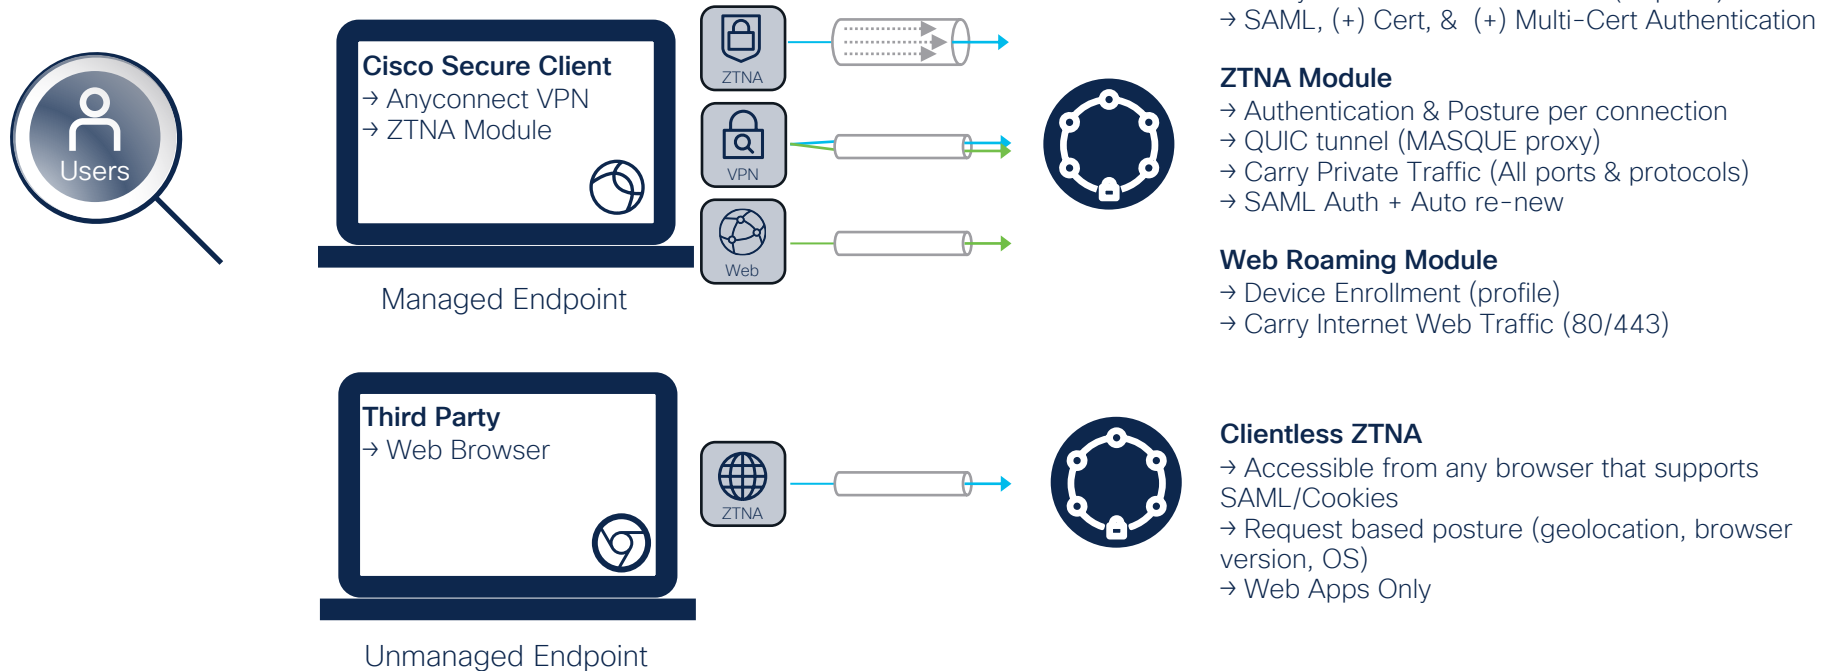 Users
Cisco Secure Client
→ Anyconnect VPN
→ ZTNA Module
Managed Endpoint
ZTNA
VPN
Web
→ SAML, (+) Cert, & (+) Multi-Cert Authentication
ZTNA Module
→ Authentication & Posture per connection
→ QUIC tunnel (MASQUE proxy)
→ Carry Private Traffic (All ports & protocols)
→ SAML Auth + Auto re-new
Web Roaming Module
→ Device Enrollment (profile)
→ Carry Internet Web Traffic (80/443)
Third Party
→ Web Browser
Unmanaged Endpoint
ZTNA
Clientless ZTNA
→ Accessible from any browser that supports
SAML/Cookies
→ Request based posture (geolocation, browser
version, OS)
→ Web Apps Only